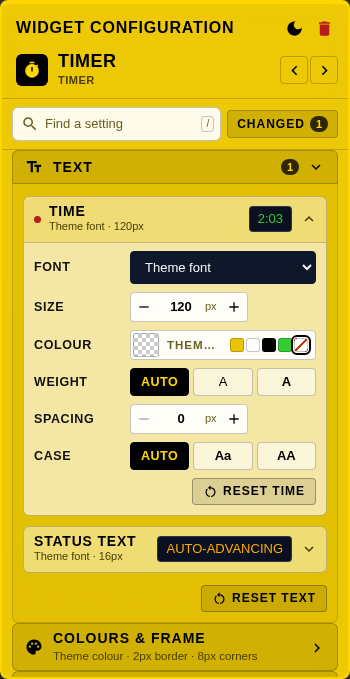 WIDGET CONFIGURATION
TIMER
TIMER
Find a setting /
CHANGED 1
TEXT 1
TIME
Theme font · 120px
2:03
FONT Theme font
SIZE 120 px
COLOUR THEM...
WEIGHT AUTO A A
SPACING 0 px
CASE AUTO Aa AA
RESET TIME
STATUS TEXT
Theme font · 16px
AUTO-ADVANCING
RESET TEXT
COLOURS & FRAME
Theme colour · 2px border · 8px corners